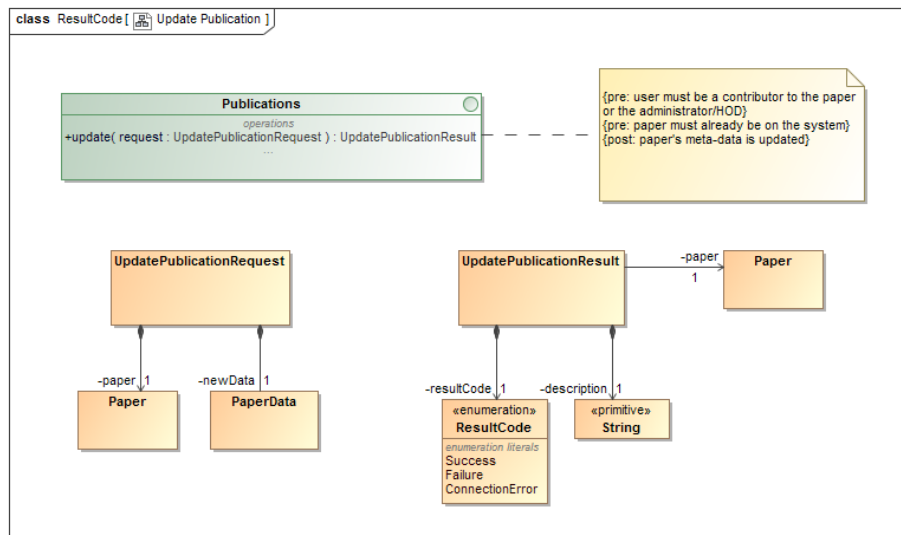 class ResultCode [ Update Publication ]
Publications
operations
+update( request : UpdatePublicationRequest ) : UpdatePublicationResult
...
{pre: user must be a contributor to the paper
or the administrator/HOD}
{pre: paper must already be on the system}
{post: paper's meta-data is updated}
UpdatePublicationRequest
UpdatePublicationResult
-paper
1
Paper
-paper 1
-newData 1
-resultCode 1
-description 1
Paper
PaperData
«enumeration»
ResultCode
enumeration literals
Success
Failure
ConnectionError
«primitive»
String